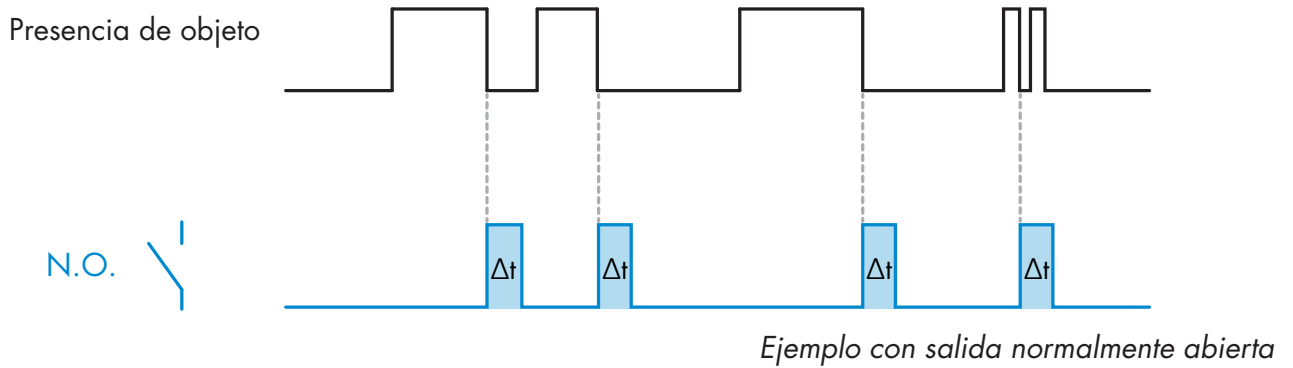 Presencia de objeto
N.O.
Δt
Δt
Δt
Δt
Ejemplo con salida normalmente abierta